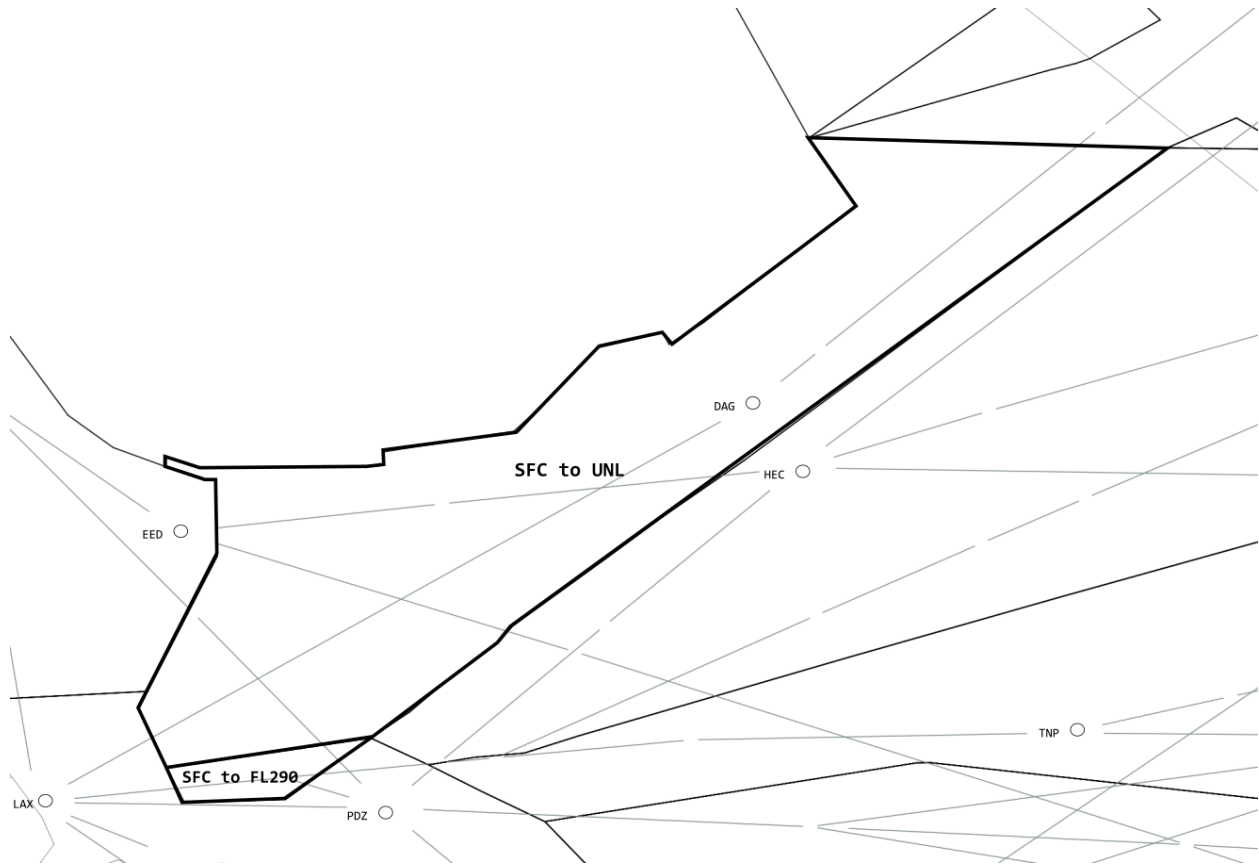 DAG
SFC to UNL
HEC
EED
TNP
SFC to FL290
LAX
PDZ